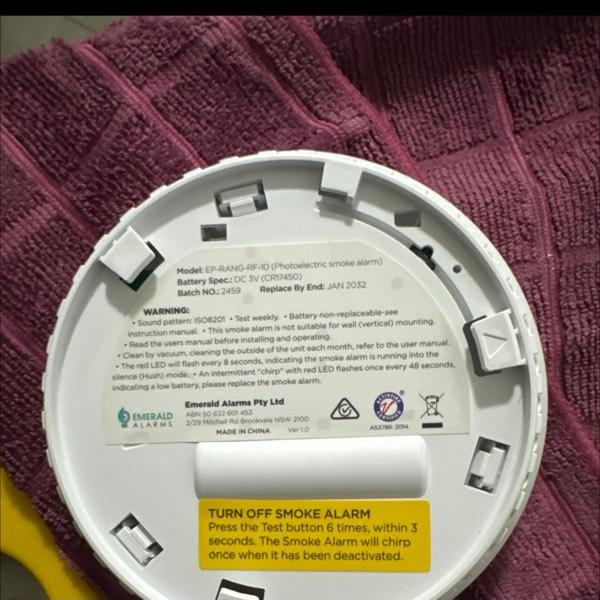 Model: EP-RANG-RF-10 (Photoelectric smoke alarm)
Battery Spec.: DC 3V (CR17450)
Batch NO.: 2459 Replace By End: JAN 2032
WARNING:
• Sound pattern: ISO8201 • Test weekly. • Battery non-replaceable-see
instruction manual. • This smoke alarm is not suitable for wall (vertical) mounting.
• Read the users manual before installing and operating.
• Clean by vacuum, cleaning the outside of the unit each month, refer to the user manual.
• The red LED will flash every 8 seconds, indicating the smoke alarm is running into the
silence (Hush) mode. • An intermittent "chirp" with red LED flashes once every 48 seconds,
indicating a low battery, please replace the smoke alarm.
EMERALD
ALARMS
Emerald Alarms Pty Ltd
ABN 50 632 601 453
2/29 Mitchell Rd Brookvale NSW 2100
MADE IN CHINA Ver 1.0
AS3786: 2014
TURN OFF SMOKE ALARM
Press the Test button 6 times, within 3
seconds. The Smoke Alarm will chirp
once when it has been deactivated.